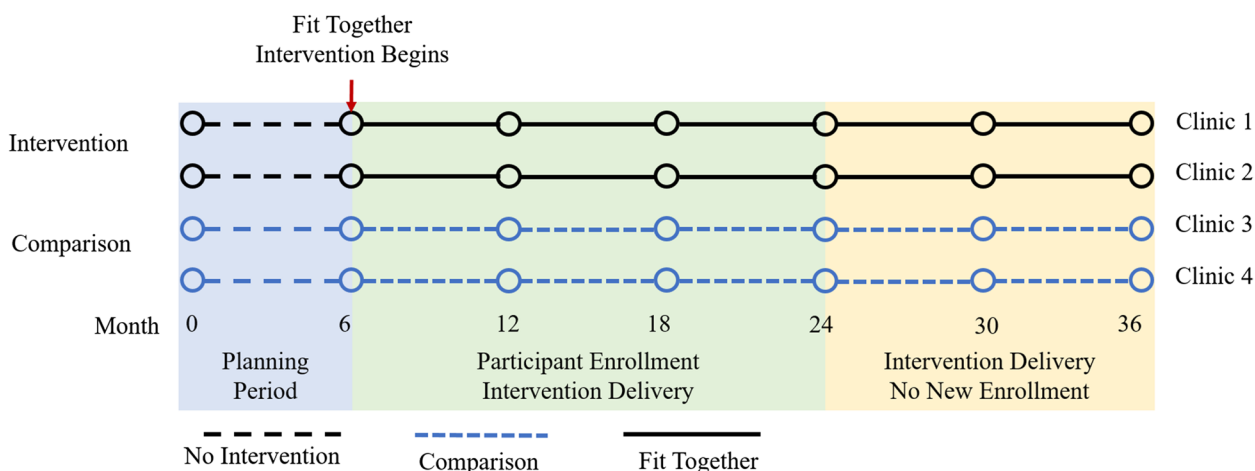 Fit Together
Intervention Begins
Intervention
Clinic 1
Clinic 2
Comparison
Clinic 3
Clinic 4
Month 0 6 12 18 24 30 36
Planning
Period
Participant Enrollment
Intervention Delivery
Intervention Delivery
No New Enrollment
No Intervention
Comparison
Fit Together